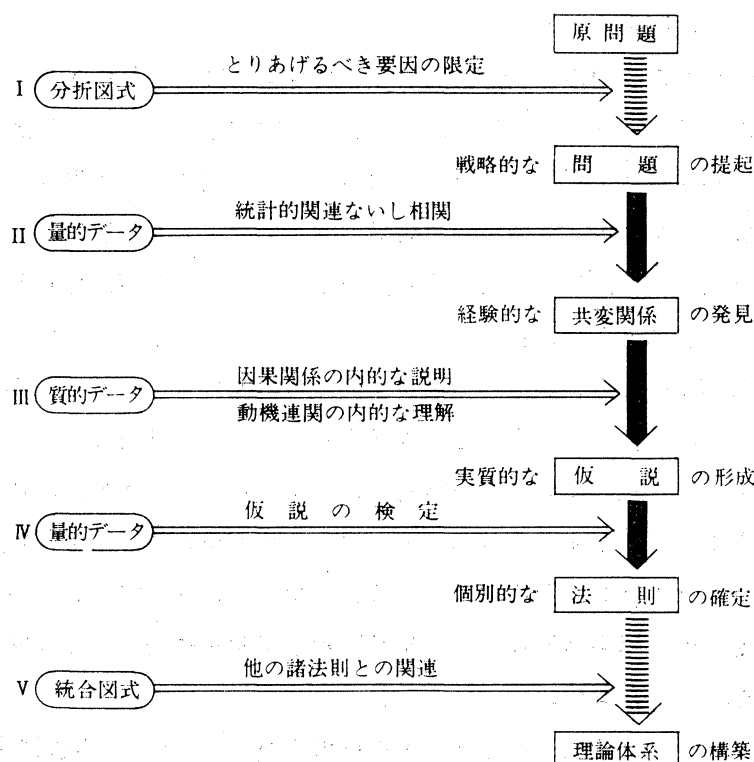 原問題
とりあげるべき要因の限定
I 分折図式
戦略的な 問題 の提起
統計的関連ないし相関
II 量的データ
経験的な 共変関係 の発見
因果関係の内的な説明
III 質的データ
動機連関の内的な理解
実質的な 仮説 の形成
仮説の検定
IV 量的データ
個別的な 法則 の確定
他の諸法則との関連
V 統合図式
理論体系 の構築